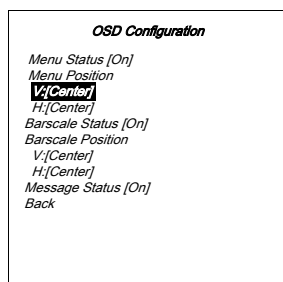 OSD Configuration
Menu Status [On]
Menu Position
V:[Center]
H:[Center]
Barscale Status [On]
Barscale Position
V:[Center]
H:[Center]
Message Status [On]
Back